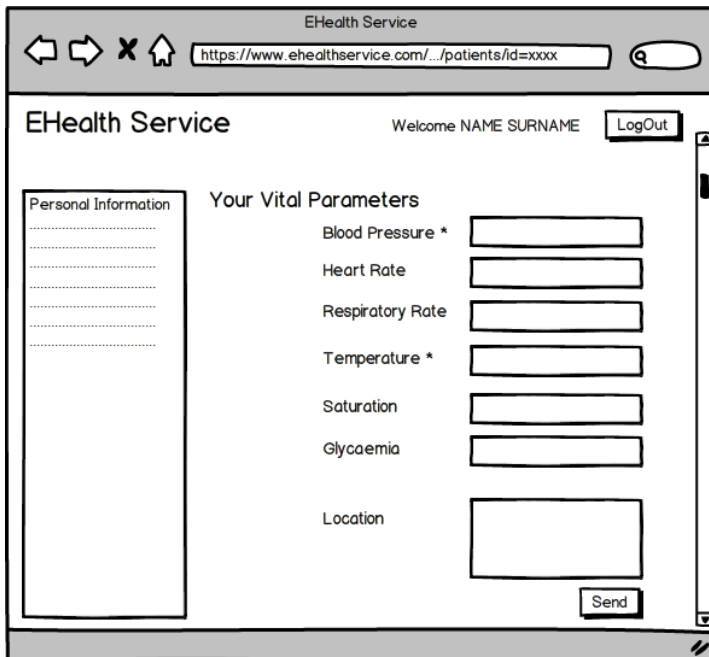 EHealth Service
https://www.ehealthservice.com/.../patients/id=xxxx
EHealth Service
Welcome NAME SURNAME
LogOut
Personal Information
Your Vital Parameters
Blood Pressure *
Heart Rate
Respiratory Rate
Temperature *
Saturation
Glycaemia
Location
Send